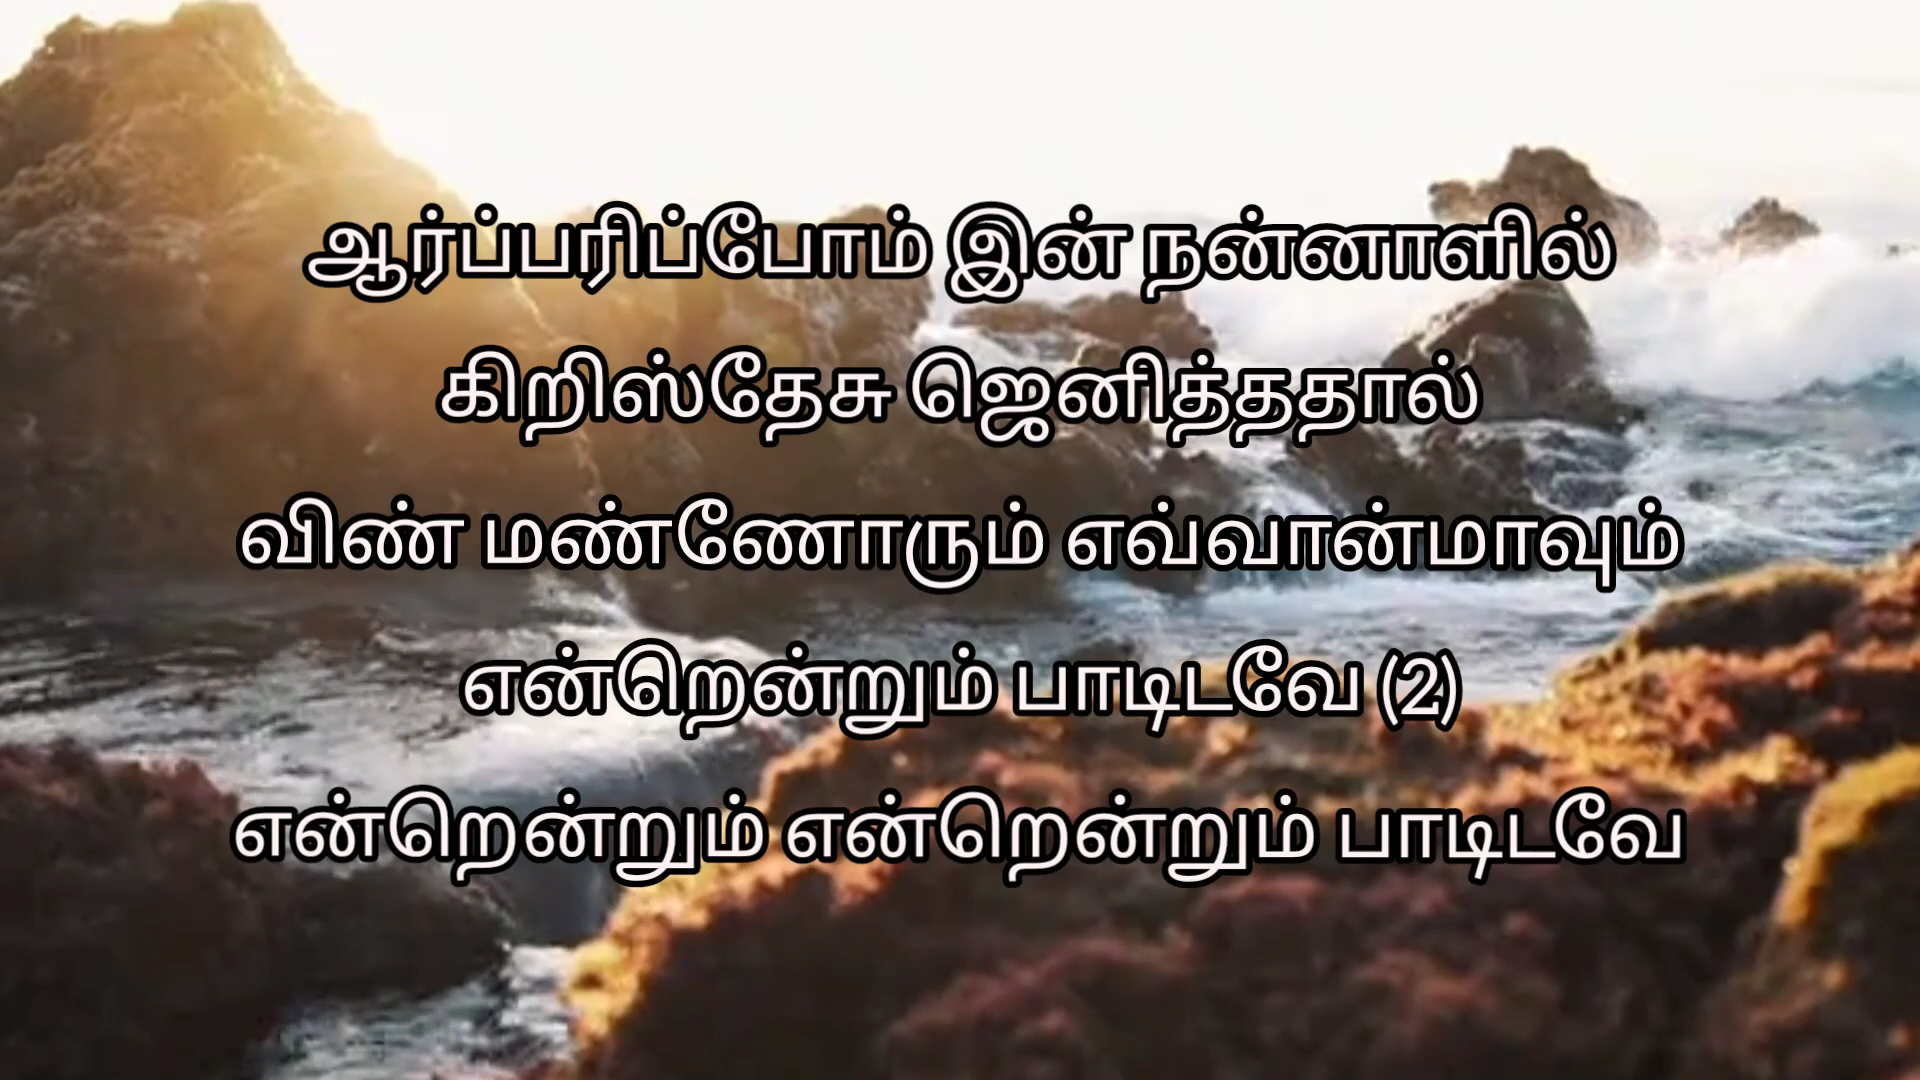 ஆர்ப்பரிப்போம் இன் நன்னாளில்
கிறிஸ்தேசு ஜெனித்ததால்
விண் மண்ணோரும் எவ்வான்மாவும்
என்றென்றும் பாடிடவே (2)
என்றென்றும் என்றென்றும் பாடிடவே